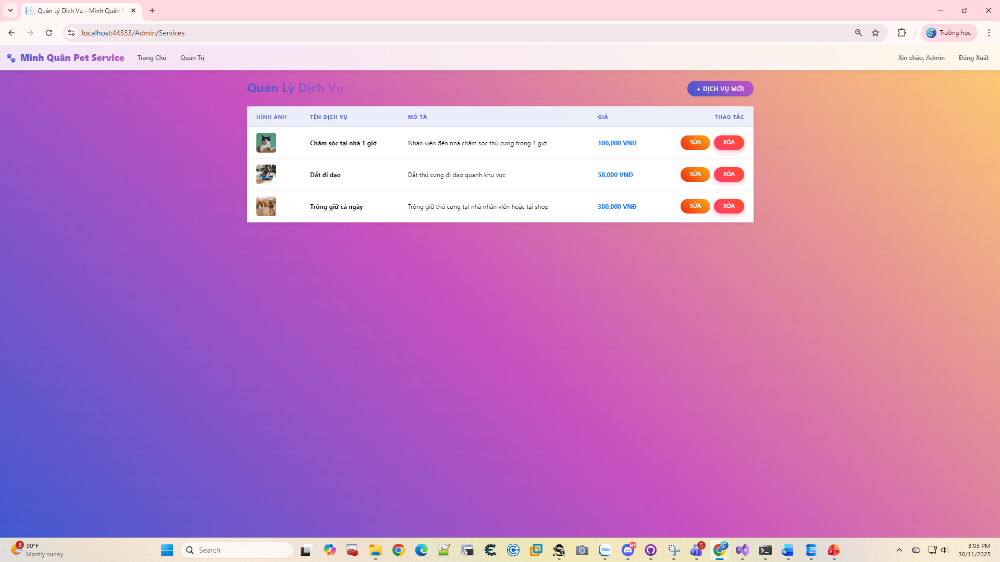 Quản Lý Dịch Vụ - Minh Quân P
localhost:44333/Admin/Services
Trường học
Minh Quân Pet Service
Trang Chủ
Quản Trị
Xin chào, Admin
Đăng Xuất
Quản Lý Dịch Vụ
+ DỊCH VỤ MỚI
HÌNH ẢNH TÊN DỊCH VỤ MÔ TẢ GIÁ THAO TÁC
Chăm sóc tại nhà 1 giờ Nhân viên đến nhà chăm sóc thú cưng trong 1 giờ 100,000 VNĐ SỬA XÓA
Dắt đi dạo Dắt thú cưng đi dạo quanh khu vực 50,000 VNĐ SỬA XÓA
Trông giữ cả ngày Trông giữ thú cưng tại nhà nhân viên hoặc tại shop 300,000 VNĐ SỬA XÓA
3
90°F
Mostly sunny
Search
Zalo
9+
5
3:03 PM
30/11/2025